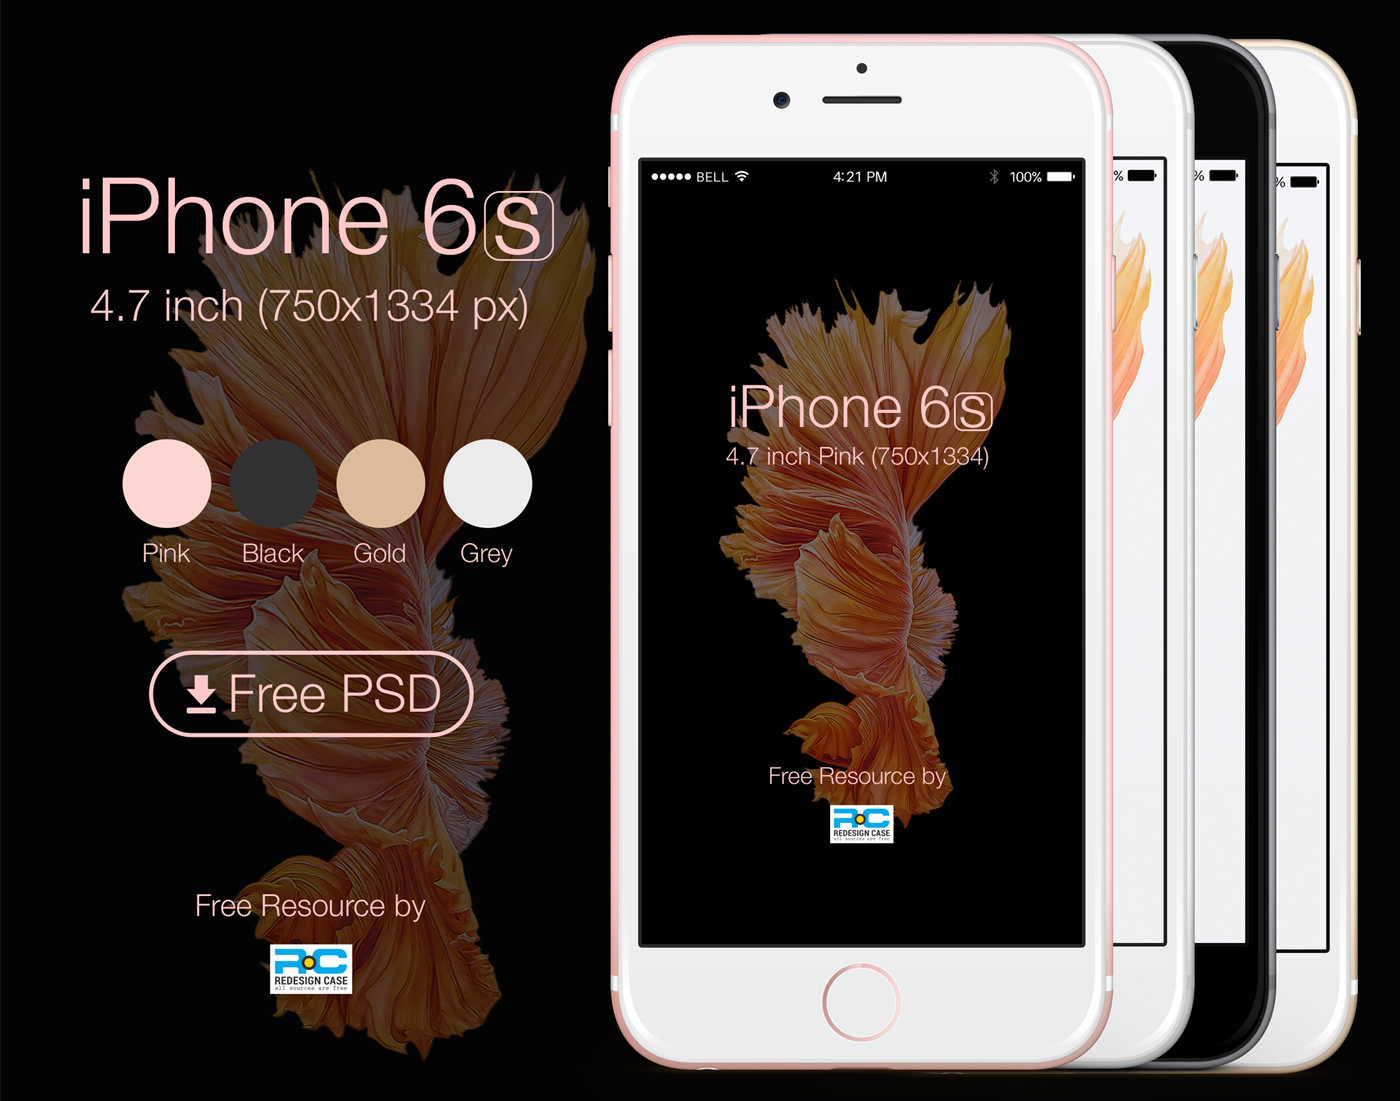 iPhone 6s
4.7 inch (750x1334 px)
Pink
Black
Gold
Grey
Free PSD
Free Resource by
RC
REDESIGN CASE
all sources are free
BELL
4:21 PM
100%
iPhone 6s
4.7 inch Pink (750x1334)
Free Resource by
RC
REDESIGN CASE
all sources are free
%
%
%